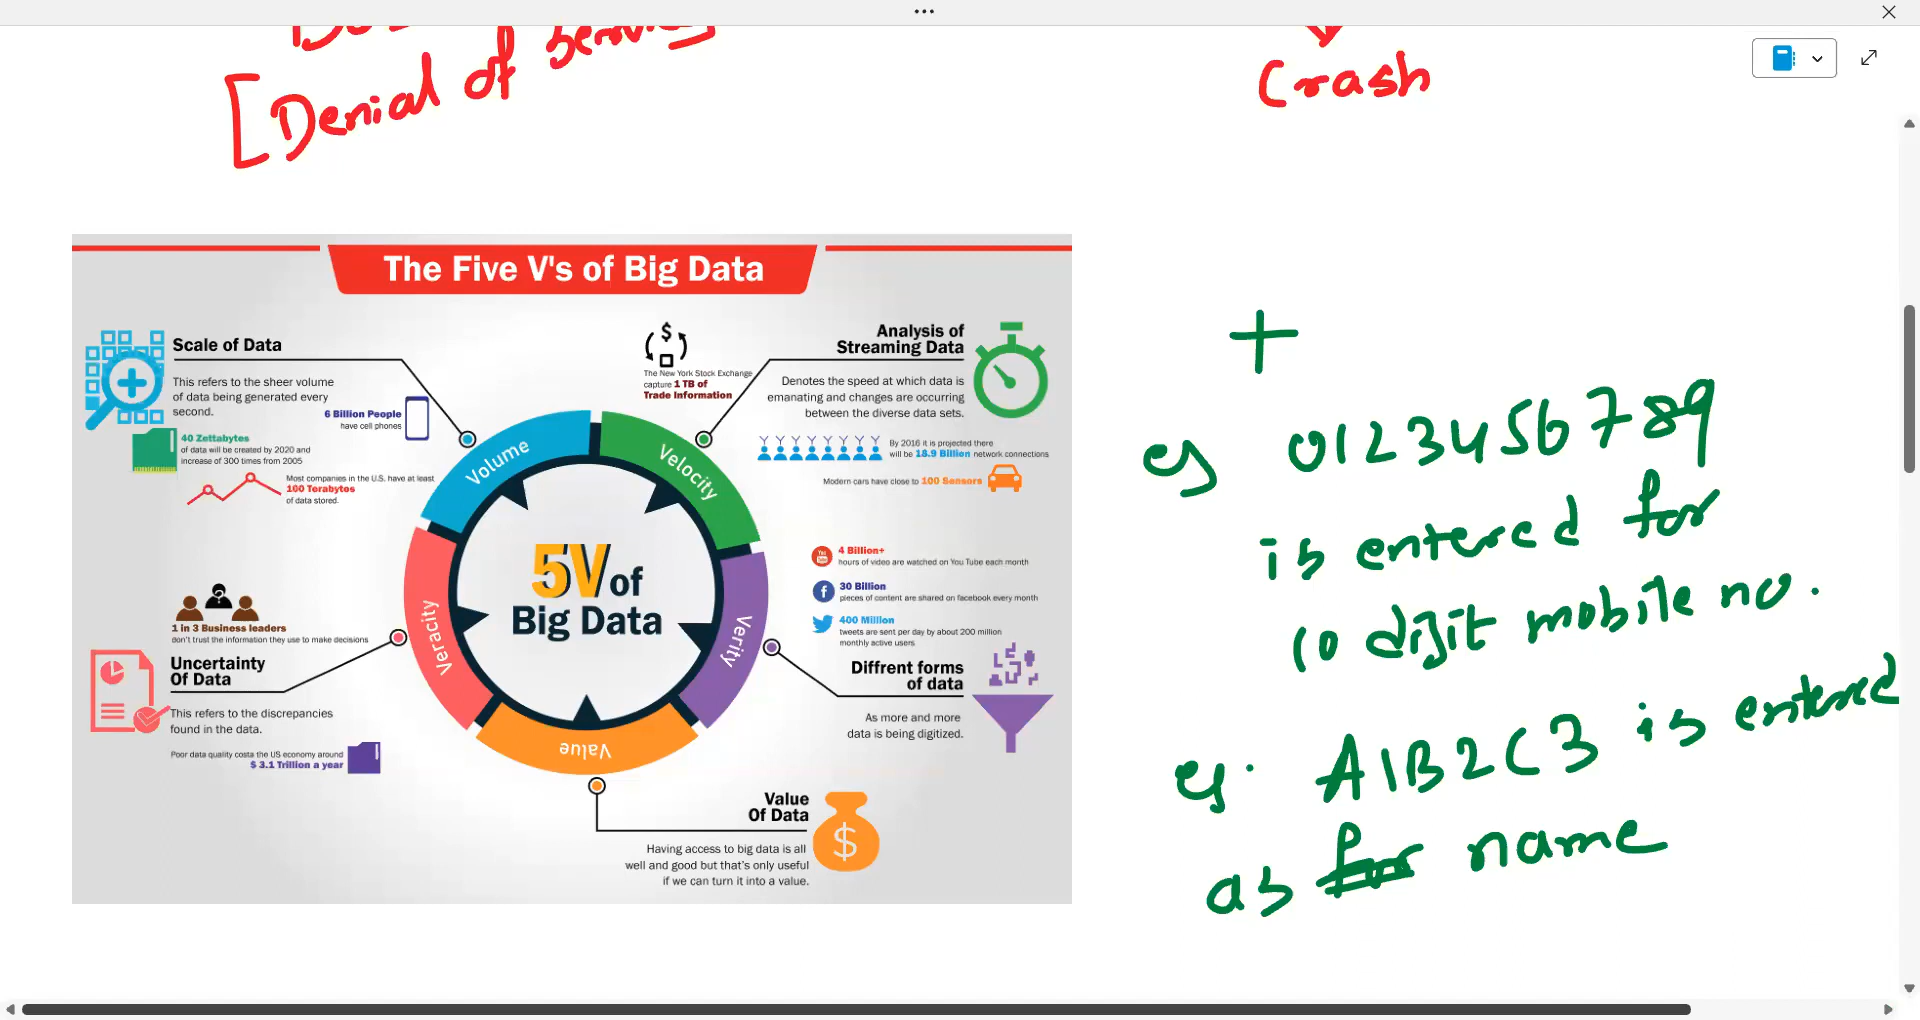 [Denial of
Crash
The Five V's of Big Data
Scale of Data
This refers to the sheer volume
of data being generated every
second.
6 Billion People
have cell phones
40 Zettabytes
of data will be created by 2020 and
increase of 300 times from 2005
Most companies in the U.S. have at least
100 Terabytes
of data stored.
$
The New York Stock Exchange
capture 1 TB of
Trade Information
Analysis of
Streaming Data
Denotes the speed at which data is
emanating and changes are occurring
between the diverse data sets.
By 2016 it is projected there
will be 18.9 Billion network connections
Modern cars have close to 100 Sensors
Volume
Velocity
Verity
Value
Veracity
5V of
Big Data
You Tube
4 Billion+
hours of video are watched on You Tube each month
f
30 Billion
pieces of content are shared on facebook every month
400 Million
tweets are sent per day by about 200 million
monthly active users
Diffrent forms
of data
As more and more
data is being digitized.
1 in 3 Business leaders
don't trust the information they use to make decisions
Uncertainty
Of Data
This refers to the discrepancies
found in the data.
Poor data quality costs the US economy around
$ 3.1 Trillion a year
Value
Of Data
Having access to big data is all
well and good but that's only useful
if we can turn it into a value.
$
+
eg 0123456789
is entered for
10 digit mobile no.
eg. A1B2C3 is entered
as for name